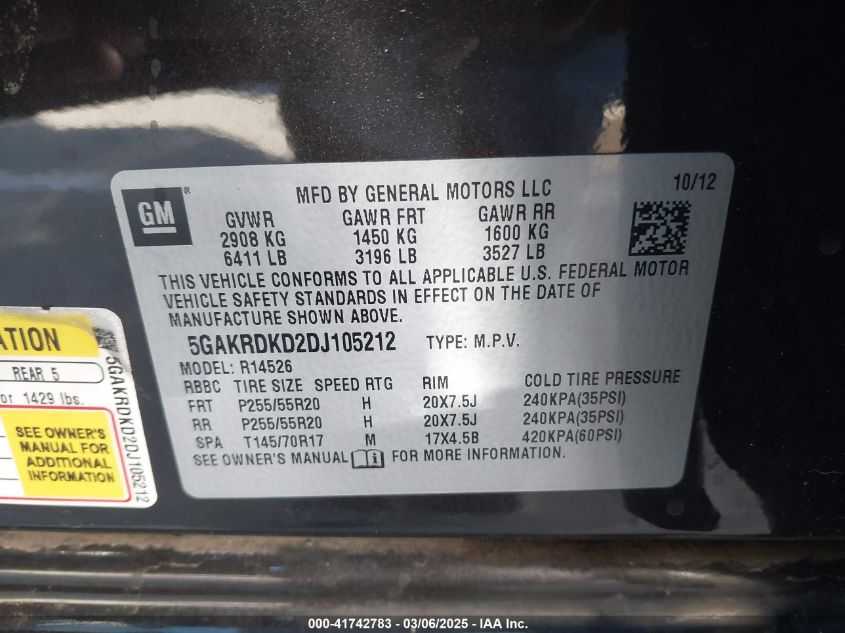 MFD BY GENERAL MOTORS LLC
10/12
GM ®
GVWR GAWR FRT GAWR RR
2908 KG 1450 KG 1600 KG
6411 LB 3196 LB 3527 LB
THIS VEHICLE CONFORMS TO ALL APPLICABLE U.S. FEDERAL MOTOR
VEHICLE SAFETY STANDARDS IN EFFECT ON THE DATE OF
MANUFACTURE SHOWN ABOVE.
5GAKRDKD2DJ105212 TYPE: M.P.V.
MODEL: R14526
RBBC TIRE SIZE SPEED RTG RIM COLD TIRE PRESSURE
FRT P255/55R20 H 20X7.5J 240KPA(35PSI)
RR P255/55R20 H 20X7.5J 240KPA(35PSI)
SPA T145/70R17 M 17X4.5B 420KPA(60PSI)
SEE OWNER'S MANUAL FOR MORE INFORMATION.
REAR 5
or 1429 lbs.
SEE OWNER'S
MANUAL FOR
ADDITIONAL
INFORMATION
5GAKRDKD2DJ105212
000-41742783 - 03/06/2025 - IAA Inc.